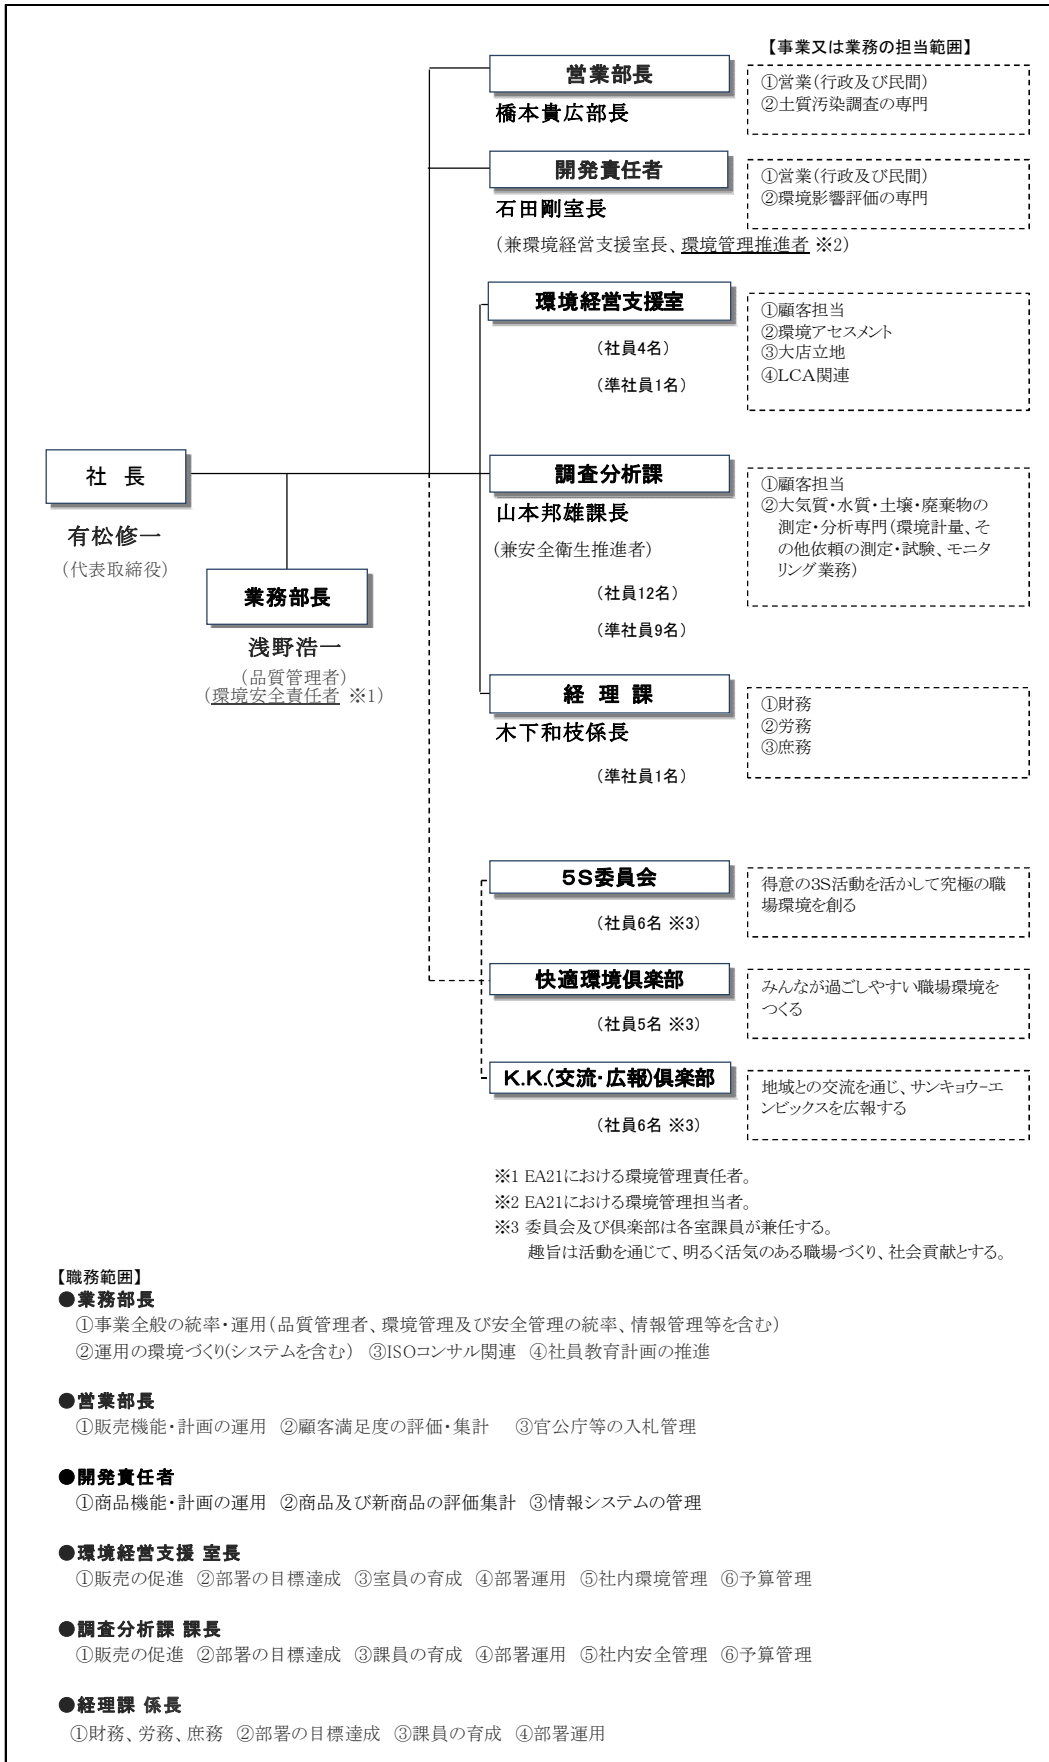 【事業又は業務の担当範囲】
営業部長
橋本貴広部長
①営業(行政及び民間)
②土質汚染調査の専門
開発責任者
石田剛室長
(兼環境経営支援室長、環境管理推進者 ※2)
①営業(行政及び民間)
②環境影響評価の専門
環境経営支援室
(社員4名)
(準社員1名)
①顧客担当
②環境アセスメント
③大店立地
④LCA関連
社 長
有松修一
(代表取締役)
業務部長
浅野浩一
(品質管理者)
(環境安全責任者 ※1)
調査分析課
山本邦雄課長
(兼安全衛生推進者)
(社員12名)
(準社員9名)
①顧客担当
②大気質・水質・土壌・廃棄物の
測定・分析専門(環境計量、そ
の他依頼の測定・試験、モニタ
リング業務)
経 理 課
木下和枝係長
(準社員1名)
①財務
②労務
③庶務
5S委員会
(社員6名 ※3)
得意の3S活動を活かして究極の職
場環境を創る
快適環境倶楽部
(社員5名 ※3)
みんなが過ごしやすい職場環境を
つくる
K.K.(交流・広報)倶楽部
(社員6名 ※3)
地域との交流を通じ、サンキョウ-エ
ンビックスを広報する
※1 EA21における環境管理責任者。
※2 EA21における環境管理担当者。
※3 委員会及び倶楽部は各室課員が兼任する。
趣旨は活動を通じて、明るく活気のある職場づくり、社会貢献とする。
【職務範囲】
●業務部長
①事業全般の統率・運用(品質管理者、環境管理及び安全管理の統率、情報管理等を含む)
②運用の環境づくり(システムを含む) ③ISOコンサル関連 ④社員教育計画の推進
●営業部長
①販売機能・計画の運用 ②顧客満足度の評価・集計 ③官公庁等の入札管理
●開発責任者
①商品機能・計画の運用 ②商品及び新商品の評価集計 ③情報システムの管理
●環境経営支援 室長
①販売の促進 ②部署の目標達成 ③室員の育成 ④部署運用 ⑤社内環境管理 ⑥予算管理
●調査分析課 課長
①販売の促進 ②部署の目標達成 ③課員の育成 ④部署運用 ⑤社内安全管理 ⑥予算管理
●経理課 係長
①財務、労務、庶務 ②部署の目標達成 ③課員の育成 ④部署運用